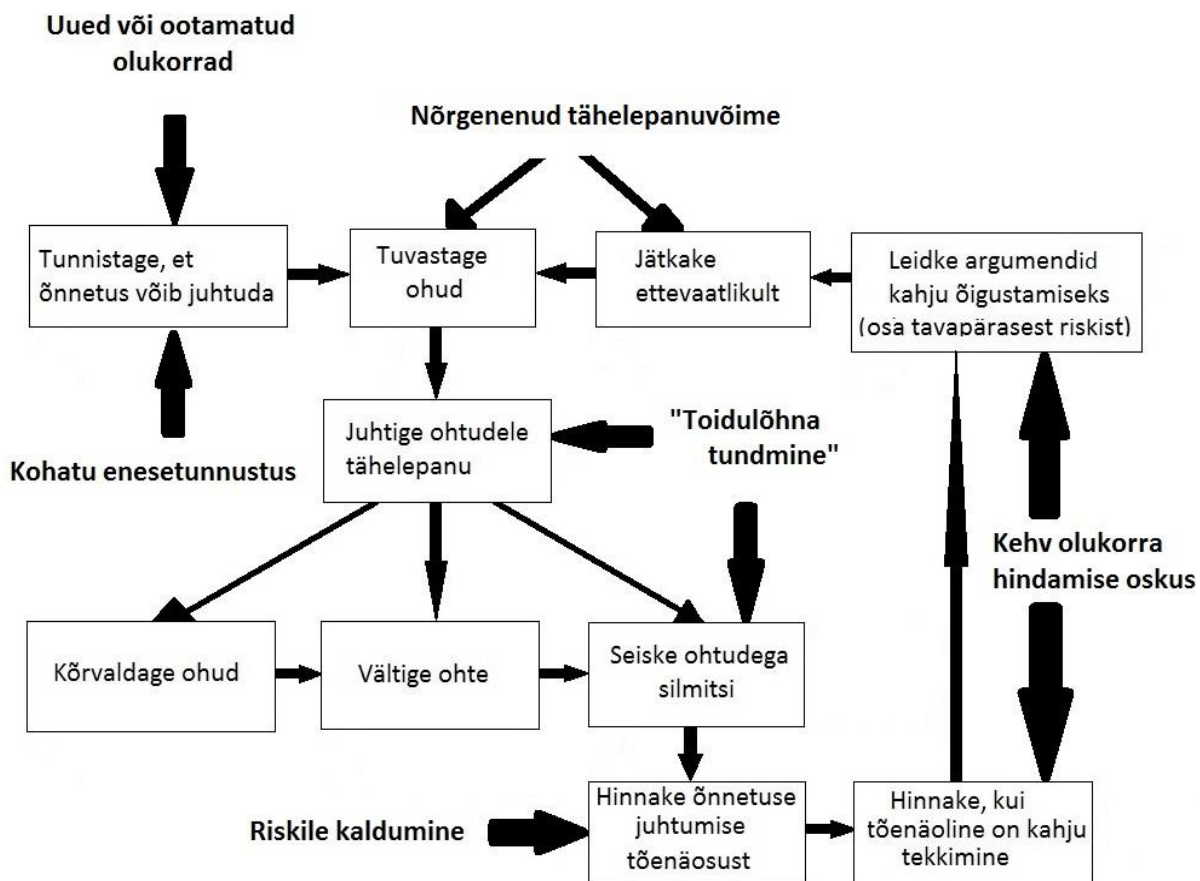 Uued või ootamatud
olukorrad
Nõrgenenud tähelepanuvõime
Tunnistage, et
õnnetus võib juhtuda
Tuvastage
ohud
Jätkake
ettevaatlikult
Leidke argumendid
kahju õigustamiseks
(osa tavapärasest riskist)
Kohatu enesetunnustus
Juhtige ohtudele
tähelepanu
"Toidulõhna
tundmine"
Kehv olukorra
hindamise oskus
Kõrvaldage ohud
Vältige ohte
Seiske ohtudega
silmitsi
Riskile kaldumine
Hinnake õnnetuse
juhtumise
tõenäosust
Hinnake, kui
tõenäoline on kahju
tekkimine